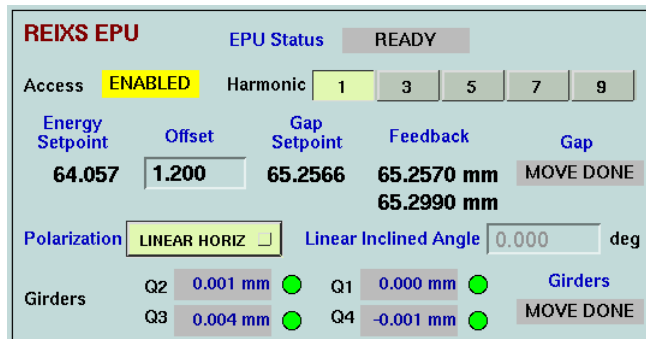 REIXS EPU EPU Status READY
Access ENABLED Harmonic 1 3 5 7 9
Energy Setpoint Offset Gap Setpoint Feedback Gap
64.057 1.200 65.2566 65.2570 mm MOVE DONE
65.2990 mm
Polarization LINEAR HORIZ Linear Inclined Angle 0.000 deg
Girders Q2 0.001 mm Q1 0.000 mm Girders
Q3 0.004 mm Q4 -0.001 mm MOVE DONE